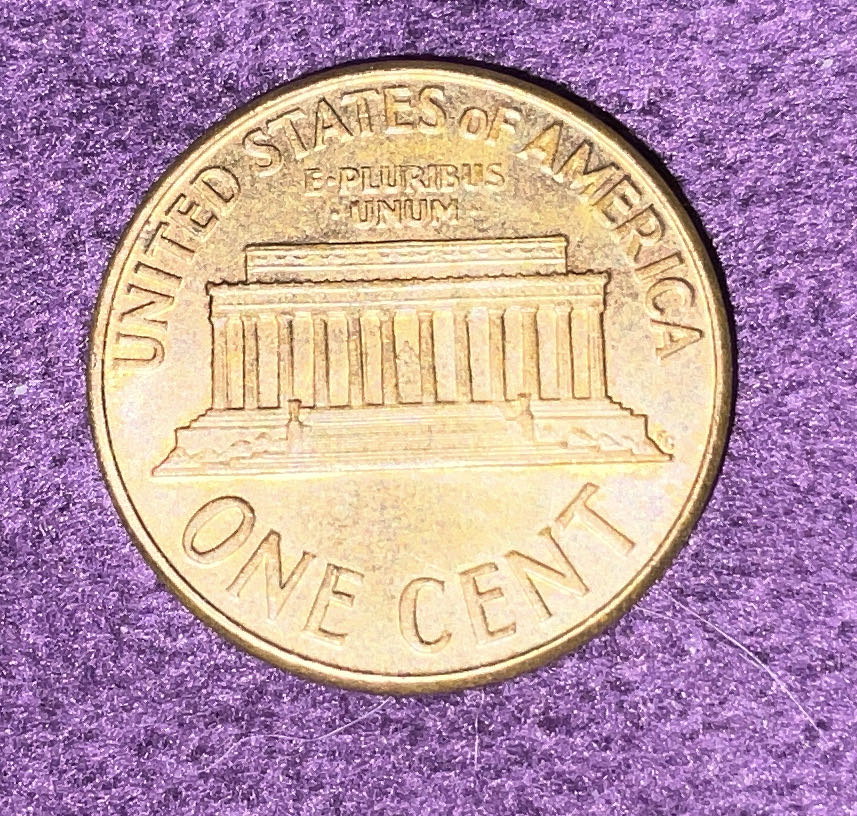 UNITED STATES OF AMERICA
E·PLURIBUS
·UNUM·
ONE CENT